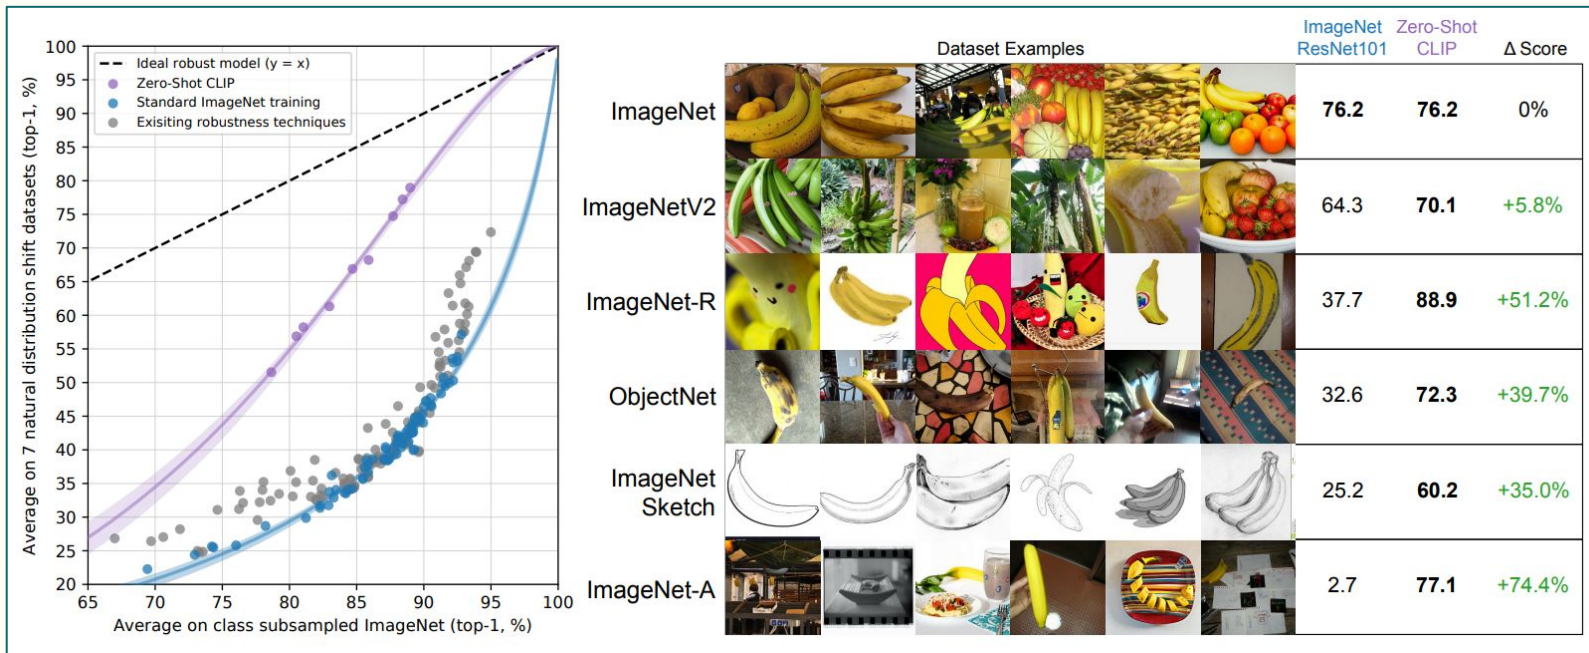 100
95
90
85
80
75
70
65
60
55
50
45
40
35
30
25
20
Average on 7 natural distribution shift datasets (top-1, %)
Ideal robust model (y = x)
Zero-Shot CLIP
Standard ImageNet training
Exisiting robustness techniques
65 70 75 80 85 90 95 100
Average on class subsampled ImageNet (top-1, %)
Dataset Examples
ImageNet
ResNet101
Zero-Shot
CLIP
Δ Score
ImageNet 76.2 76.2 0%
ImageNetV2 64.3 70.1 +5.8%
ImageNet-R 37.7 88.9 +51.2%
ObjectNet 32.6 72.3 +39.7%
ImageNet
Sketch 25.2 60.2 +35.0%
ImageNet-A 2.7 77.1 +74.4%